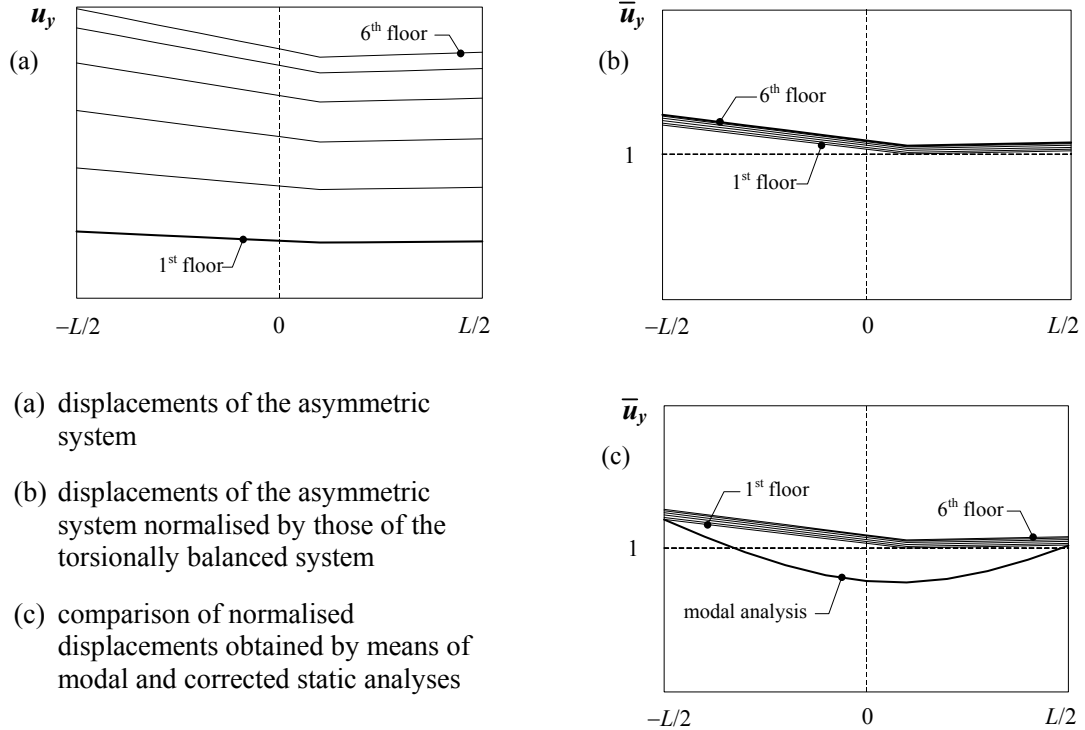 u_y
(a)
6th floor
1st floor
−L/2
0
L/2
u̅_y
(b)
6th floor
1
1st floor
−L/2
0
L/2
(a) displacements of the asymmetric
system
(b) displacements of the asymmetric
system normalised by those of the
torsionally balanced system
(c) comparison of normalised
displacements obtained by means of
modal and corrected static analyses
u̅_y
(c)
1st floor
6th floor
1
modal analysis
−L/2
0
L/2